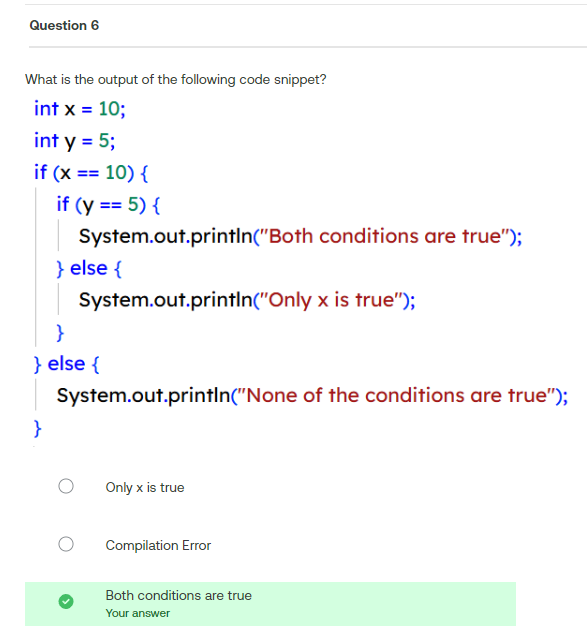 Question 6
What is the output of the following code snippet?
int x = 10;
int y = 5;
if (x == 10) {
if (y == 5) {
System.out.println("Both conditions are true");
} else {
System.out.println("Only x is true");
}
} else {
System.out.println("None of the conditions are true");
}
Only x is true
Compilation Error
Both conditions are true
Your answer